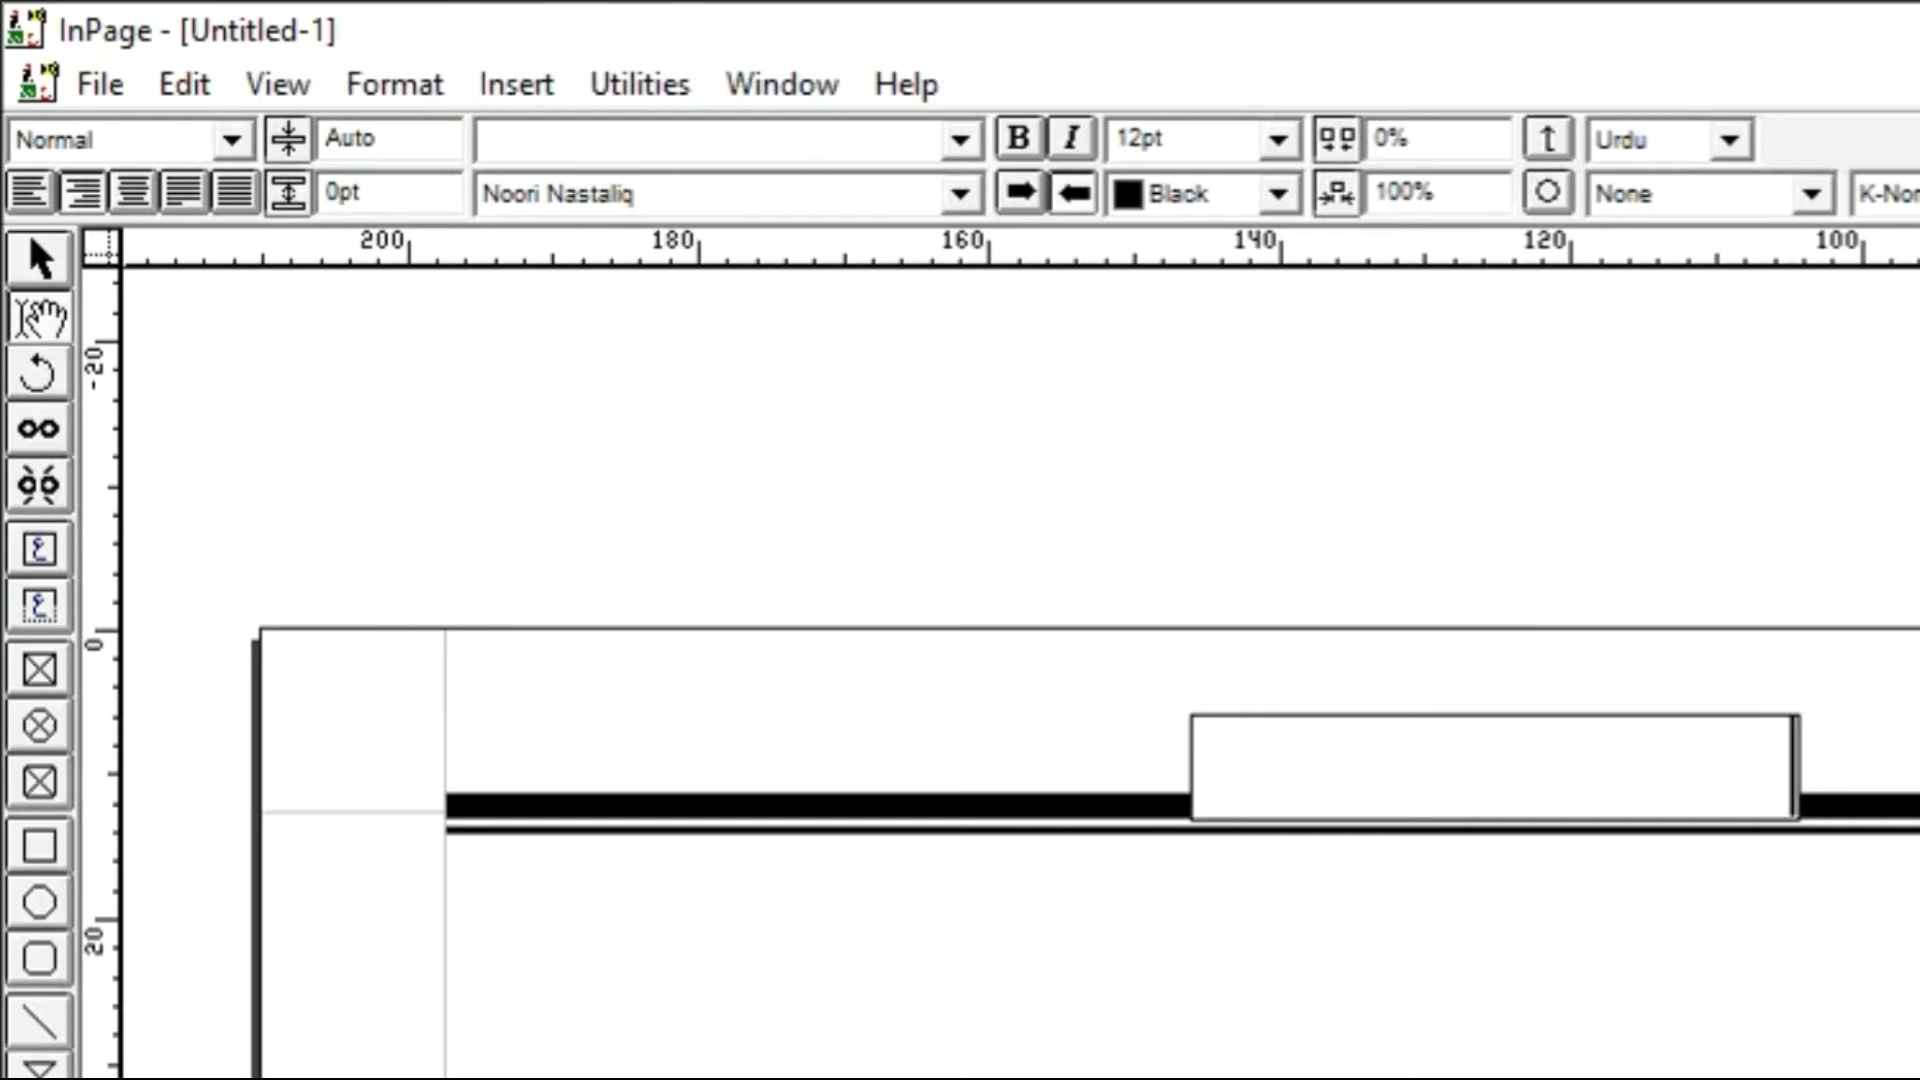 InPage - [Untitled-1]
File Edit View Format Insert Utilities Window Help
Normal Auto B I 12pt 0% Urdu
0pt Noori Nastaliq Black 100% None K-Nor
200 180 160 140 120 100
-20
0
20
ع
ع